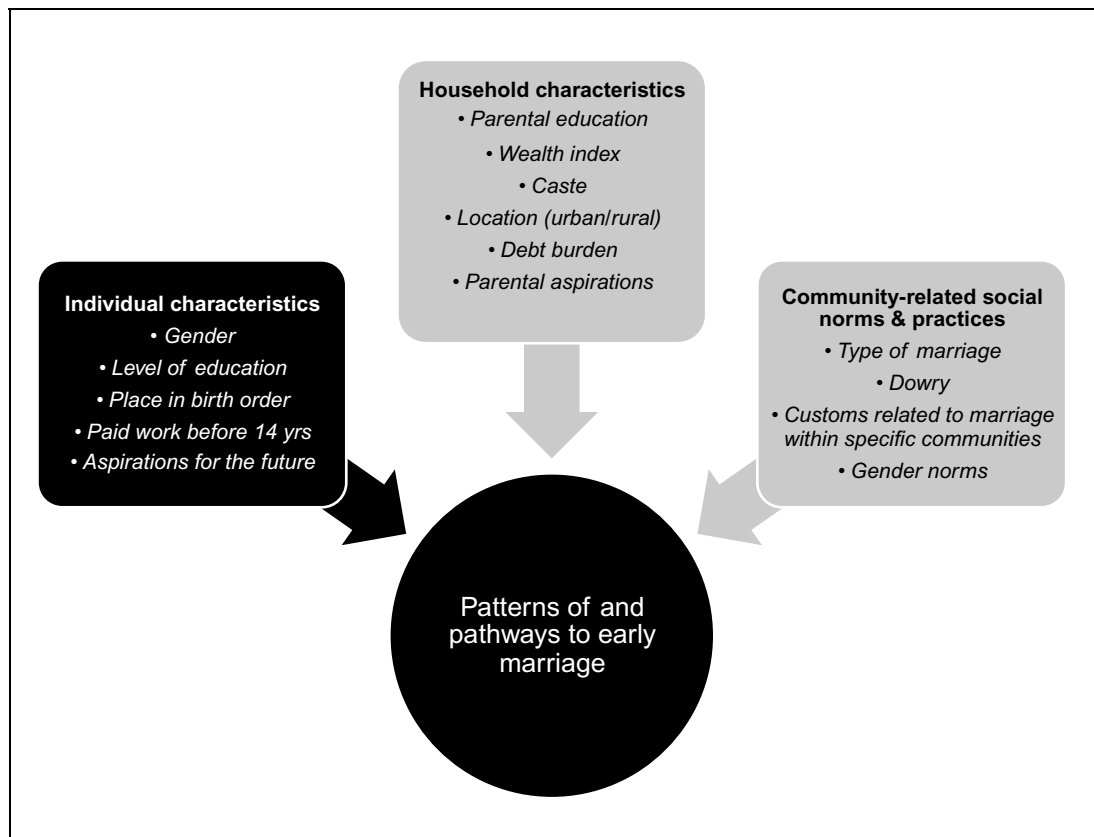 Household characteristics
• Parental education
• Wealth index
• Caste
• Location (urban/rural)
• Debt burden
• Parental aspirations
Individual characteristics
• Gender
• Level of education
• Place in birth order
• Paid work before 14 yrs
• Aspirations for the future
Community-related social
norms & practices
• Type of marriage
• Dowry
• Customs related to marriage
within specific communities
• Gender norms
Patterns of and
pathways to early
marriage